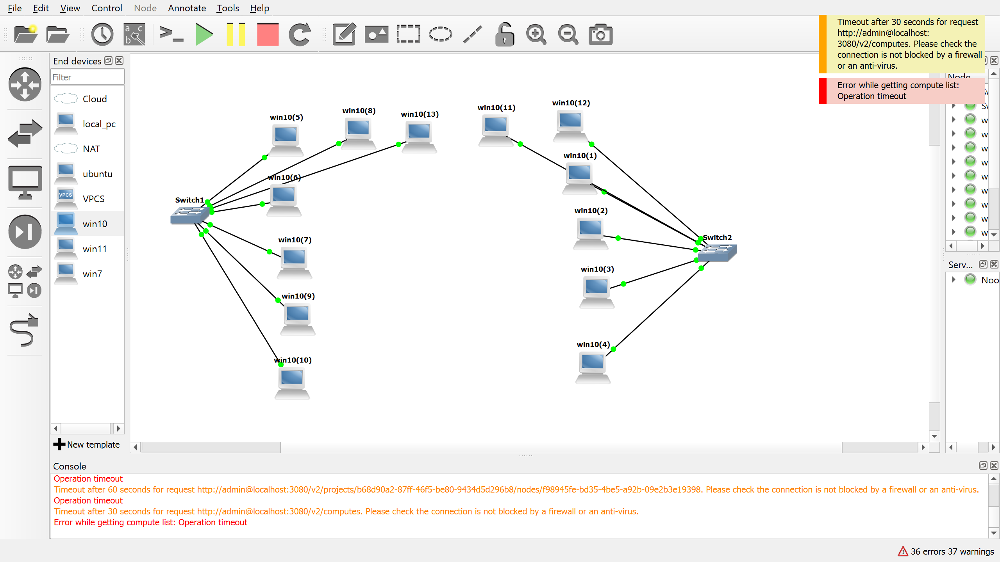 File Edit View Control Node Annotate Tools Help
a c
b
Timeout after 30 seconds for request
http://admin@localhost:
3080/v2/computes. Please check the
connection is not blocked by a firewall
or an anti-virus.
Error while getting compute list:
Operation timeout
End devices
Filter
Cloud
local_pc
NAT
ubuntu
VPCS
VPCS
win10
win11
win7
New template
win10(5)
win10(8)
win10(13)
win10(11)
win10(12)
win10(1)
win10(6)
Switch1
win10(2)
win10(7)
Switch2
win10(3)
win10(9)
win10(4)
win10(10)
Node
w
w
w
w
w
w
w
w
w
Serv...
Noo
Console
Operation timeout
Timeout after 60 seconds for request http://admin@localhost:3080/v2/projects/b68d90a2-87ff-46f5-be80-9434d5d296b8/nodes/f98945fe-bd35-4be5-a92b-09e2b3e19398. Please check the connection is not blocked by a firewall or an anti-virus.
Operation timeout
Timeout after 30 seconds for request http://admin@localhost:3080/v2/computes. Please check the connection is not blocked by a firewall or an anti-virus.
Error while getting compute list: Operation timeout
36 errors 37 warnings